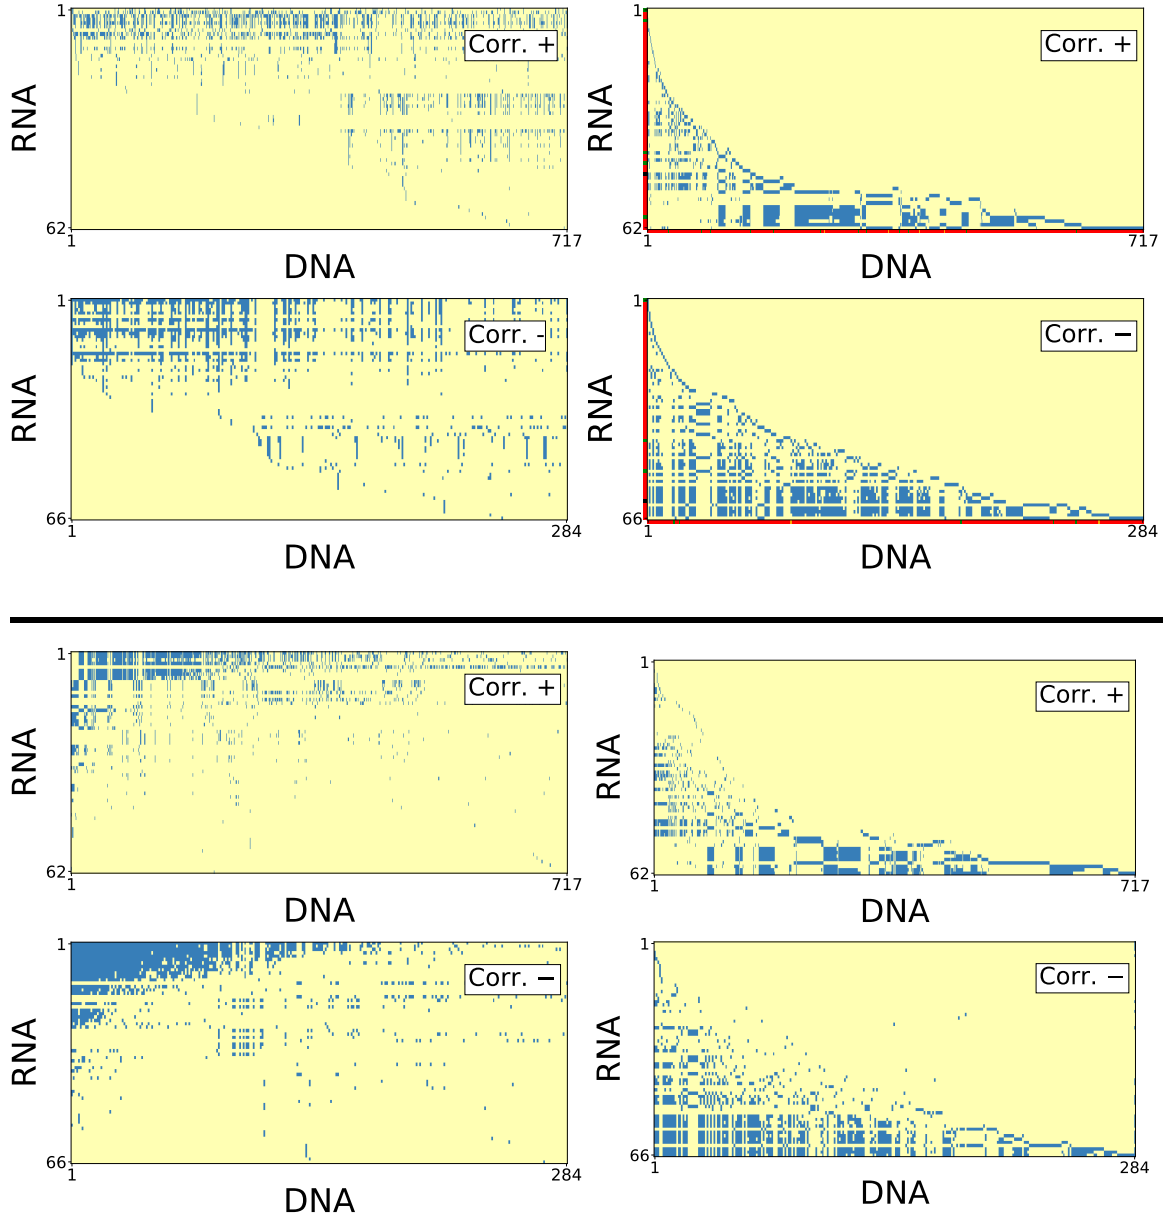 1
RNA
Corr. +
62
1
717
DNA
1
RNA
Corr. +
62
1
717
DNA
1
RNA
Corr. -
66
1
284
DNA
1
RNA
Corr. −
66
1
284
DNA
1
RNA
Corr. +
62
1
717
DNA
1
RNA
Corr. +
62
1
717
DNA
1
RNA
Corr. −
66
1
284
DNA
1
RNA
Corr. −
66
1
284
DNA